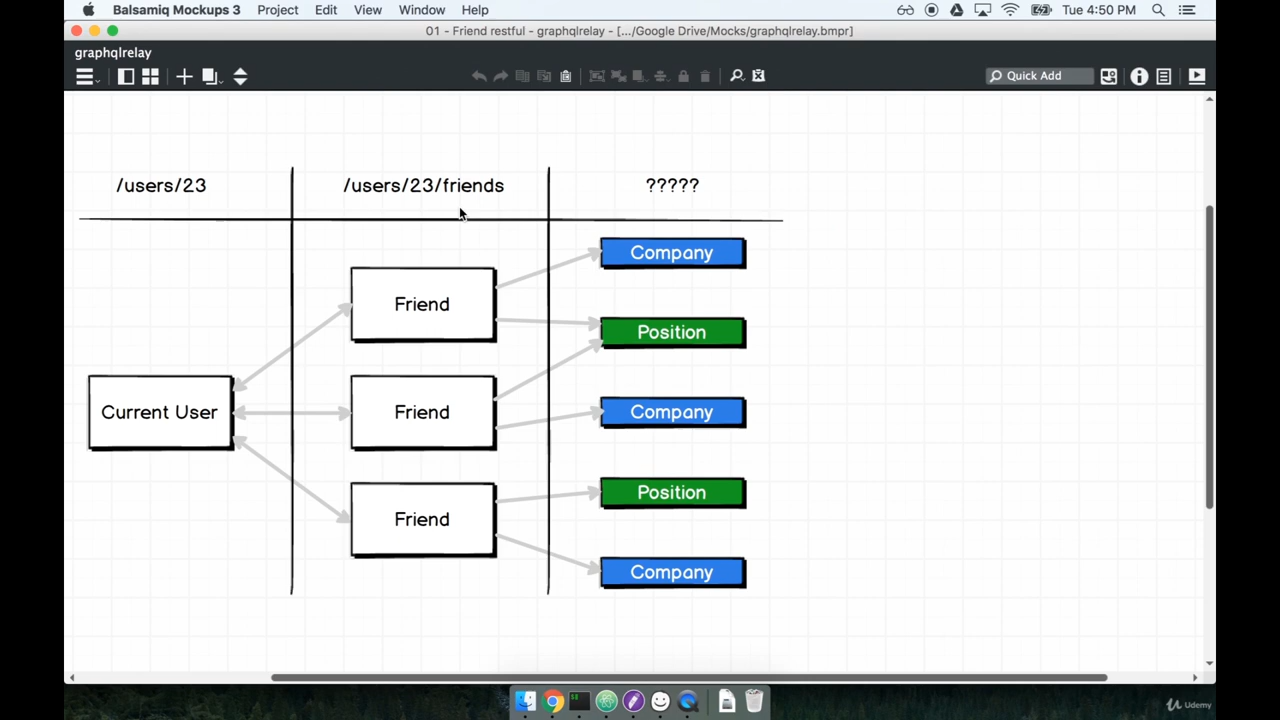 Balsamiq Mockups 3 Project Edit View Window Help Tue 4:50 PM
01 - Friend restful - graphqlrelay - [.../Google Drive/Mocks/graphqlrelay.bmpr]
graphqlrelay
Quick Add
/users/23 /users/23/friends ?????
Company
Friend
Position
Current User Friend Company
Position
Friend
Company
Udemy